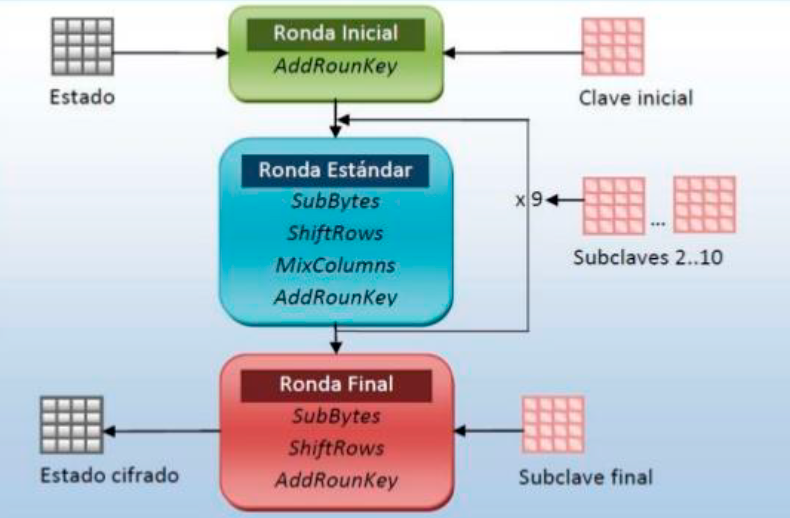 Ronda Inicial
AddRounKey
Estado
Clave inicial
Ronda Estándar
SubBytes
ShiftRows
MixColumns
AddRounKey
x 9
...
Subclaves 2..10
Ronda Final
SubBytes
ShiftRows
AddRounKey
Estado cifrado
Subclave final